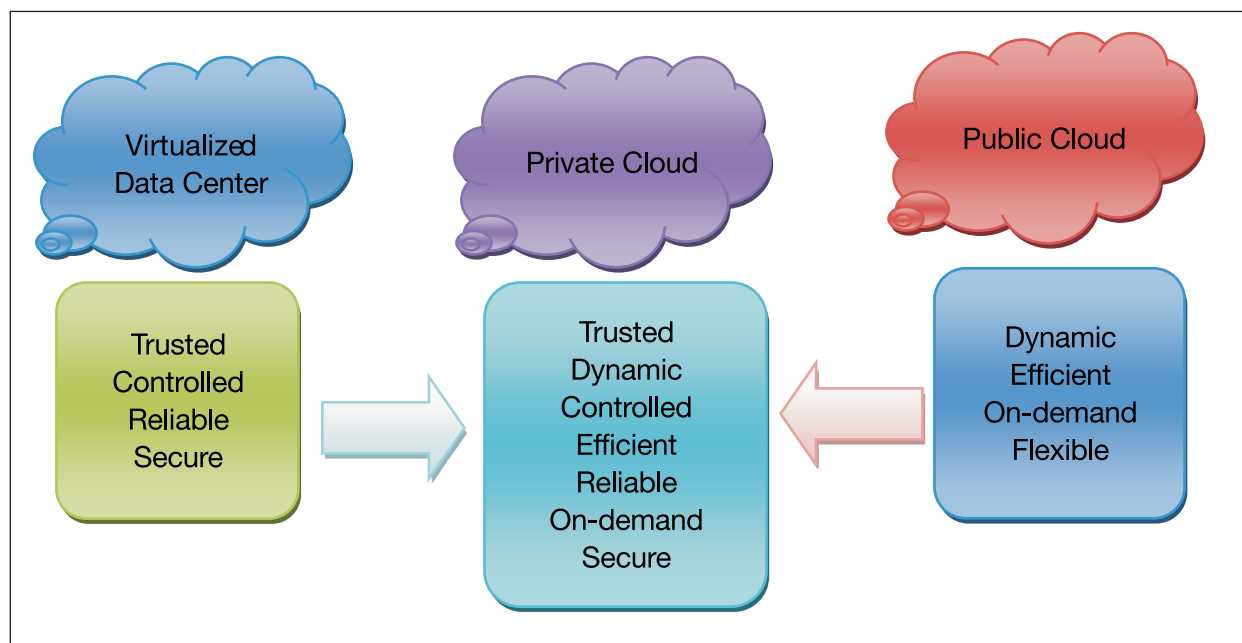 Virtualized
Data Center
Private Cloud
Public Cloud
Trusted
Controlled
Reliable
Secure
Trusted
Dynamic
Controlled
Efficient
Reliable
On-demand
Secure
Dynamic
Efficient
On-demand
Flexible